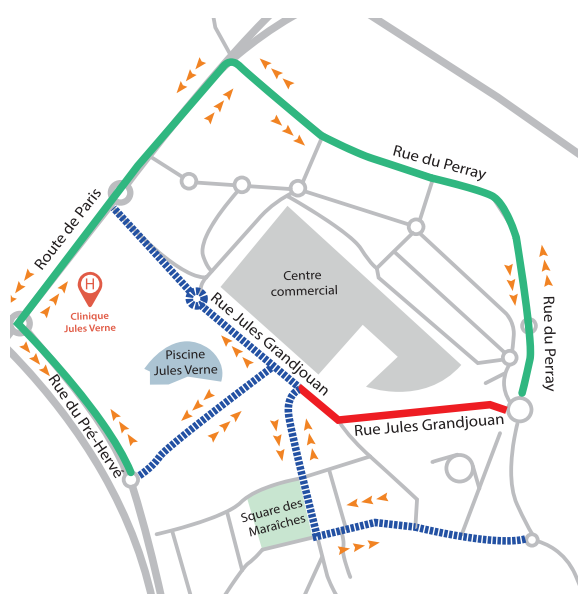 Rue du Perray
Route de Paris
H
Clinique
Jules Verne
Centre
commercial
Rue Jules Grandjouan
Rue du Perray
Piscine
Jules Verne
Rue du Pré-Hervé
Rue Jules Grandjouan
Square des
Maraîches